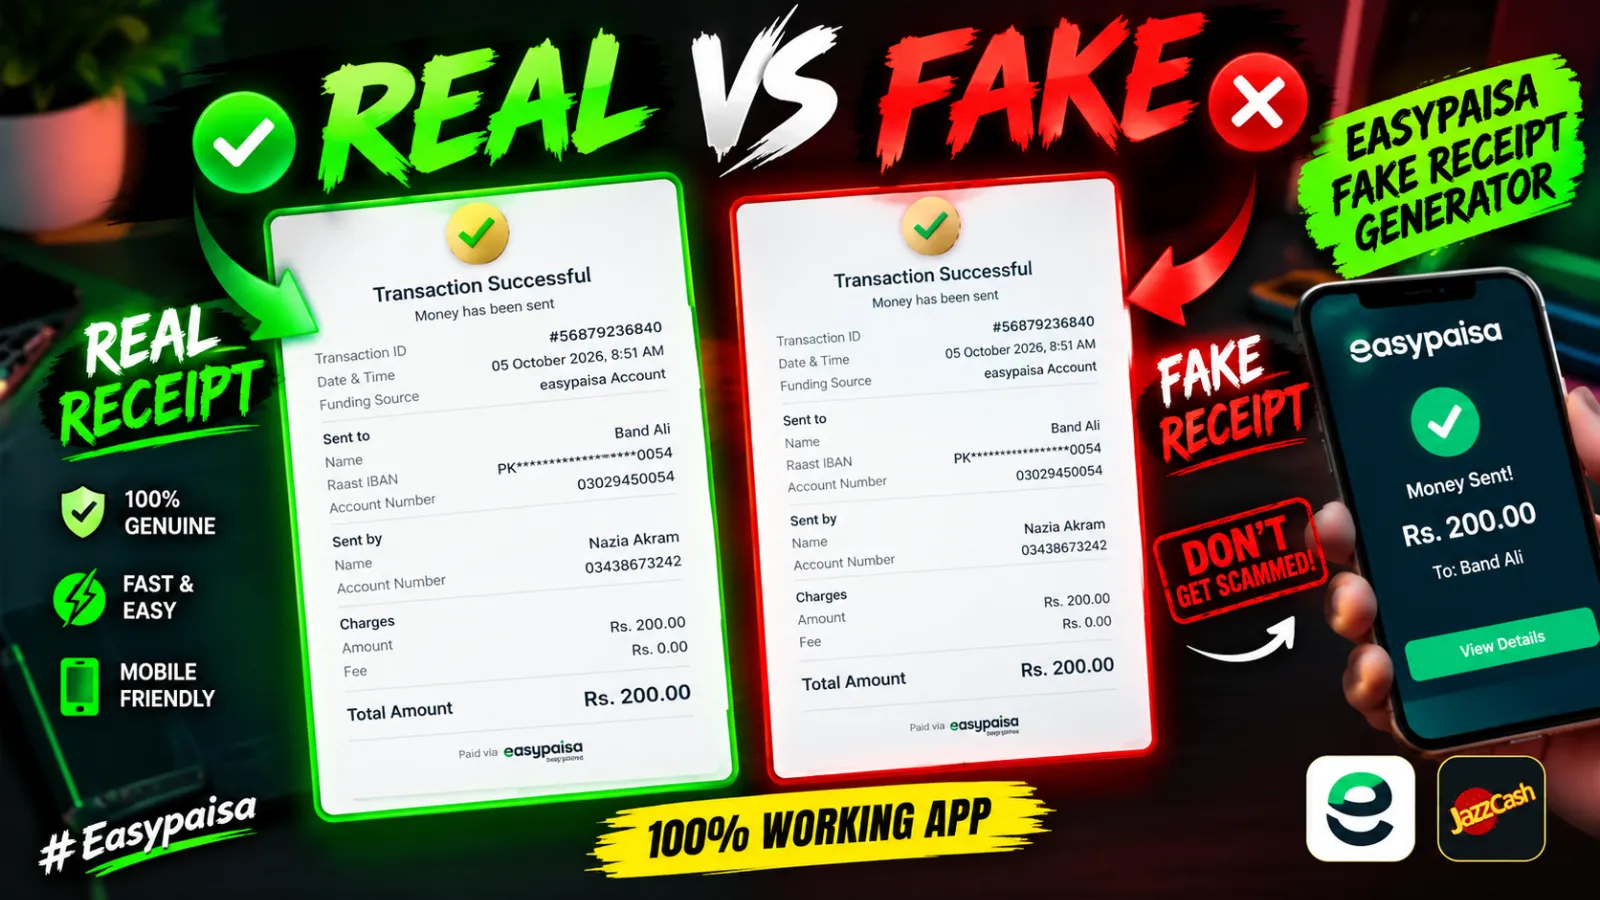 REAL VS FAKE
EASYPAISA
FAKE RECEIPT
GENERATOR
REAL
RECEIPT
100%
GENUINE
FAST &
EASY
MOBILE
FRIENDLY
#Easypaisa
Transaction Successful
Money has been sent
Transaction ID #56879236840
Date & Time 05 October 2026, 8:51 AM
Funding Source easypaisa Account
Sent to
Name Band Ali
Raast IBAN PK******************0054
Account Number 03029450054
Sent by
Name Nazia Akram
Account Number 03438673242
Charges
Amount Rs. 200.00
Fee Rs. 0.00
Total Amount Rs. 200.00
Paid via easypaisa
Transaction Successful
Money has been sent
Transaction ID #56879236840
Date & Time 05 October 2026, 8:51 AM
Funding Source easypaisa Account
Sent to
Name Band Ali
Raast IBAN PK*****************0054
Account Number 03029450054
Sent by
Name Nazia Akram
Account Number 03438673242
Charges
Amount Rs. 200.00
Fee Rs. 0.00
Total Amount Rs. 200.00
Paid via easypaisa
FAKE
RECEIPT
DON'T
GET SCAMMED!
easypaisa
Money Sent!
Rs. 200.00
To: Band Ali
View Details
100% WORKING APP
e
JazzCash